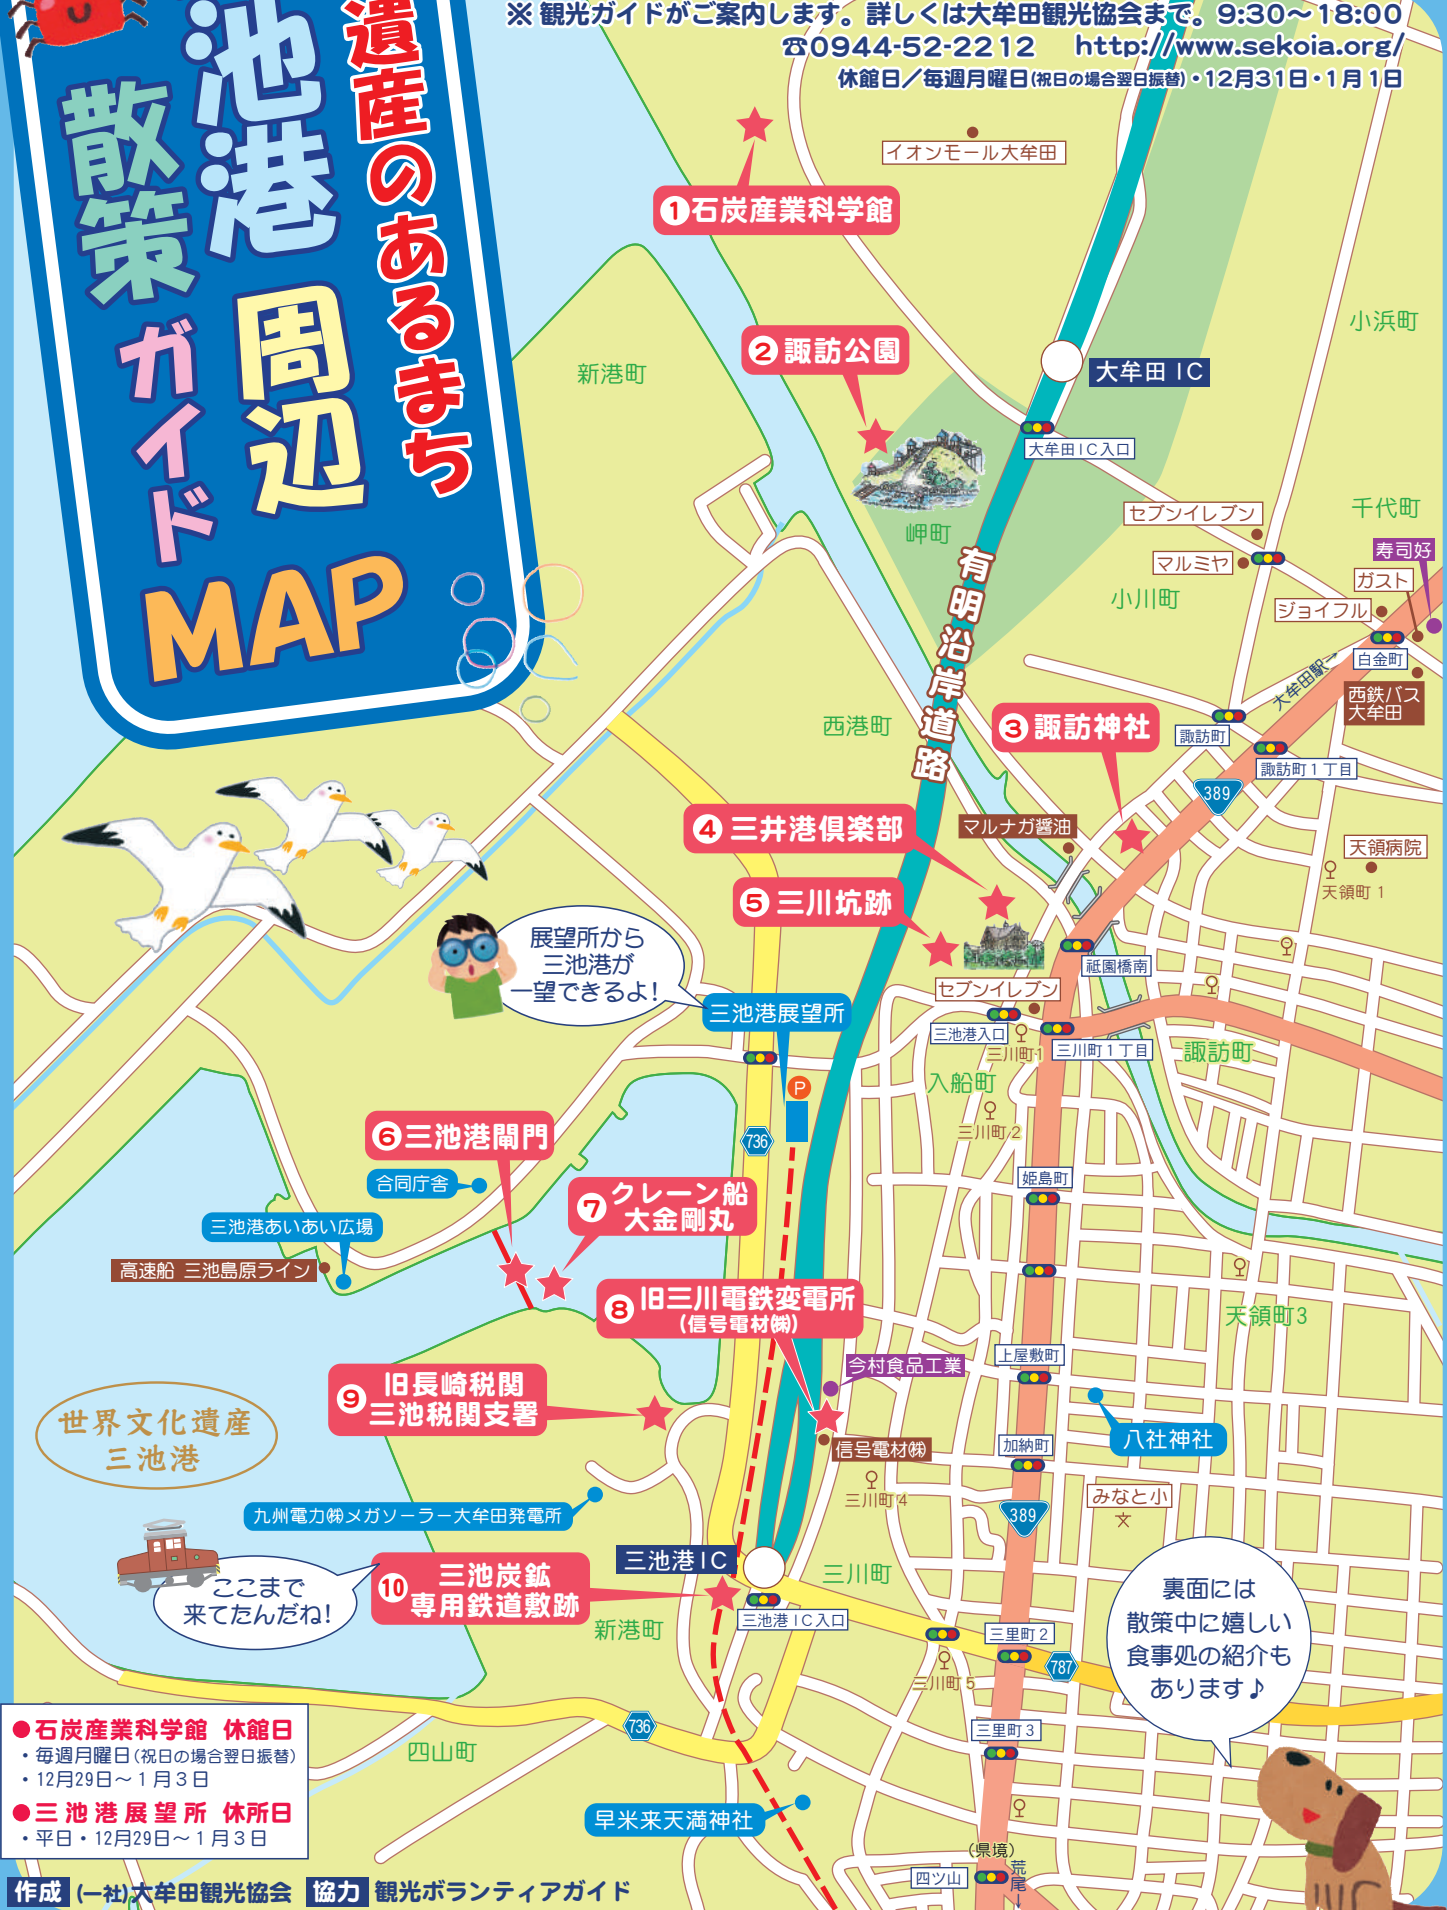 ※ 観光ガイドがご案内します。詳しくは大牟田観光協会まで。9:30〜18:00
☎0944-52-2212 http://www.sekoia.org/
休館日／毎週月曜日(祝日の場合翌日振替)・12月31日・1月1日
遺産のあるまち
池港周辺
散策ガイド
MAP
イオンモール大牟田
①石炭産業科学館
小浜町
②諏訪公園
新港町
大牟田IC
大牟田IC入口
セブンイレブン
千代町
岬町
寿司好
マルミヤ
ガスト
小川町
ジョイフル
有明沿岸道路
白金町
大牟田駅→
西鉄バス
大牟田
西港町
③諏訪神社
諏訪町
諏訪町1丁目
389
④三井港倶楽部
マルナガ醤油
天領病院
天領町1
⑤三川坑跡
展望所から
三池港が
一望できるよ!
祇園橋南
セブンイレブン
三池港展望所
三池港入口
三川町1
三川町1丁目
諏訪町
入船町
P
三川町2
⑥三池港閘門
736
合同庁舎
姫島町
⑦クレーン船
大金剛丸
三池港あいあい広場
高速船 三池島原ライン
⑧旧三川電鉄変電所
(信号電材㈱)
天領町3
上屋敷町
今村食品工業
⑨旧長崎税関
三池税関支署
世界文化遺産
三池港
八社神社
加納町
信号電材㈱
三川町4
みなと小
文
九州電力㈱メガソーラー大牟田発電所
389
三池港IC
⑩三池炭鉱
専用鉄道敷跡
三川町
ここまで
来てたんだね!
新港町
三池港IC入口
裏面には
散策中に嬉しい
食事処の紹介も
あります♪
三里町2
787
三川町5
●石炭産業科学館 休館日
・毎週月曜日(祝日の場合翌日振替)
・12月29日〜1月3日
●三池港展望所 休所日
・平日・12月29日〜1月3日
736
四山町
三里町3
早米来天満神社
(県境)
四ツ山
荒尾↓
作成 (一社)大牟田観光協会 協力 観光ボランティアガイド